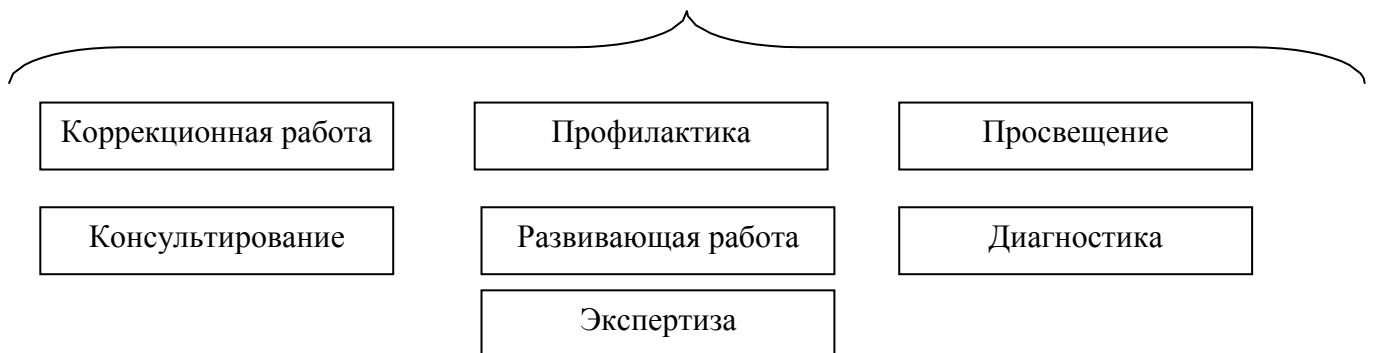 Коррекционная работа
Профилактика
Просвещение
Консультирование
Развивающая работа
Диагностика
Экспертиза